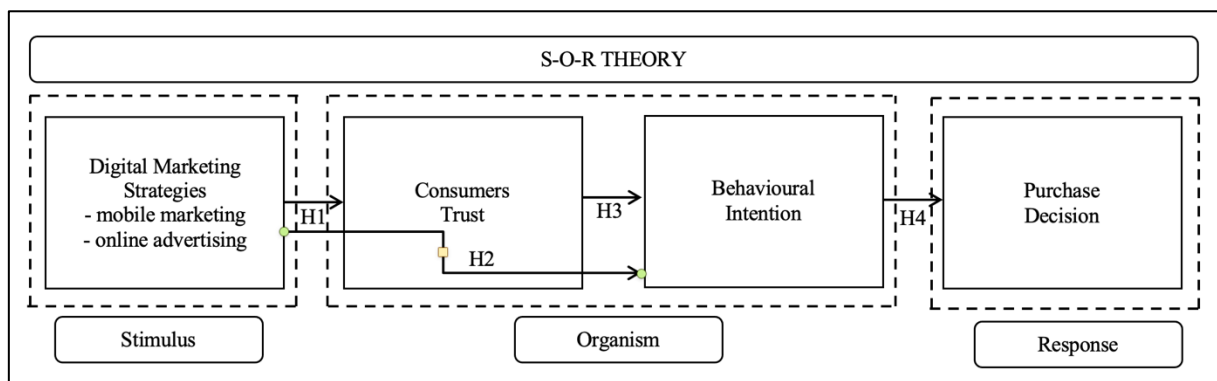 S-O-R THEORY
Digital Marketing
Strategies
- mobile marketing
- online advertising
H1
Consumers
Trust
H2
H3
Behavioural
Intention
H4
Purchase
Decision
Stimulus
Organism
Response